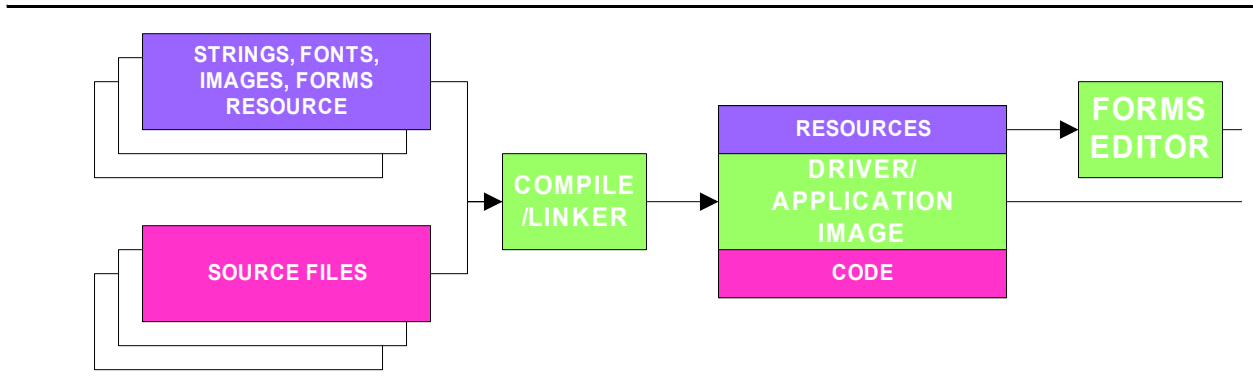 STRINGS, FONTS,
IMAGES, FORMS
RESOURCE
SOURCE FILES
COMPILE
/LINKER
RESOURCES
DRIVER/
APPLICATION
IMAGE
CODE
FORMS
EDITOR